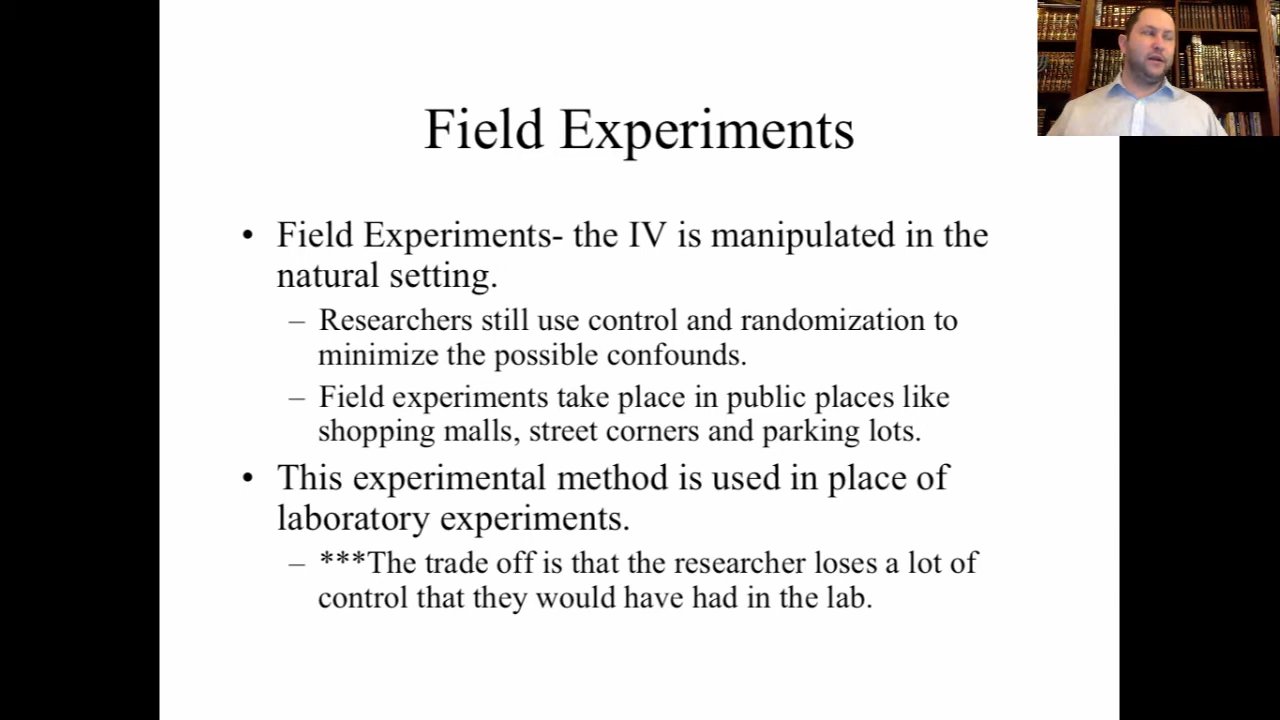 Field Experiments
• Field Experiments- the IV is manipulated in the
natural setting.
– Researchers still use control and randomization to
minimize the possible confounds.
– Field experiments take place in public places like
shopping malls, street corners and parking lots.
• This experimental method is used in place of
laboratory experiments.
– ***The trade off is that the researcher loses a lot of
control that they would have had in the lab.